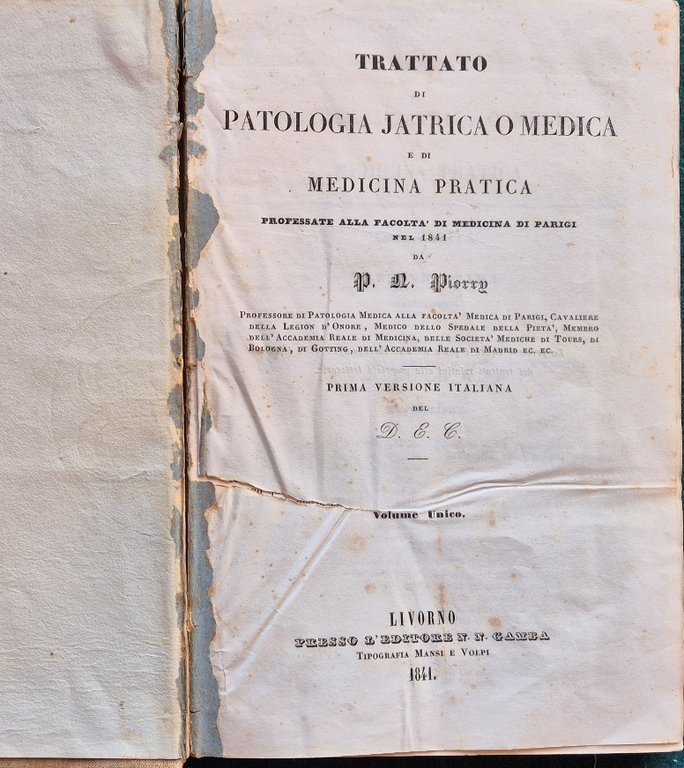 TRATTATO
DI
PATOLOGIA JATRICA O MEDICA
E DI
MEDICINA PRATICA
PROFESSATE ALLA FACOLTA' DI MEDICINA DI PARIGI
NEL 1841
DA
P. N. Piorry
PROFESSORE DI PATOLOGIA MEDICA ALLA FACOLTA' MEDICA DI PARIGI, CAVALIERE
DELLA LEGION D'ONORE, MEDICO DELLO SPEDALE DELLA PIETA', MEMBRO
DELL'ACCADEMIA REALE DI MEDICINA, DELLE SOCIETA' MEDICHE DI TOURS, DI
BOLOGNA, DI GOTTING, DELL'ACCADEMIA REALE DI MADRID EC. EC.
PRIMA VERSIONE ITALIANA
DEL
D. E. C.
Volume Unico.
LIVORNO
PRESSO L'EDITORE N. N. GAMBA
TIPOGRAFIA MANSI E VOLPI
1841.